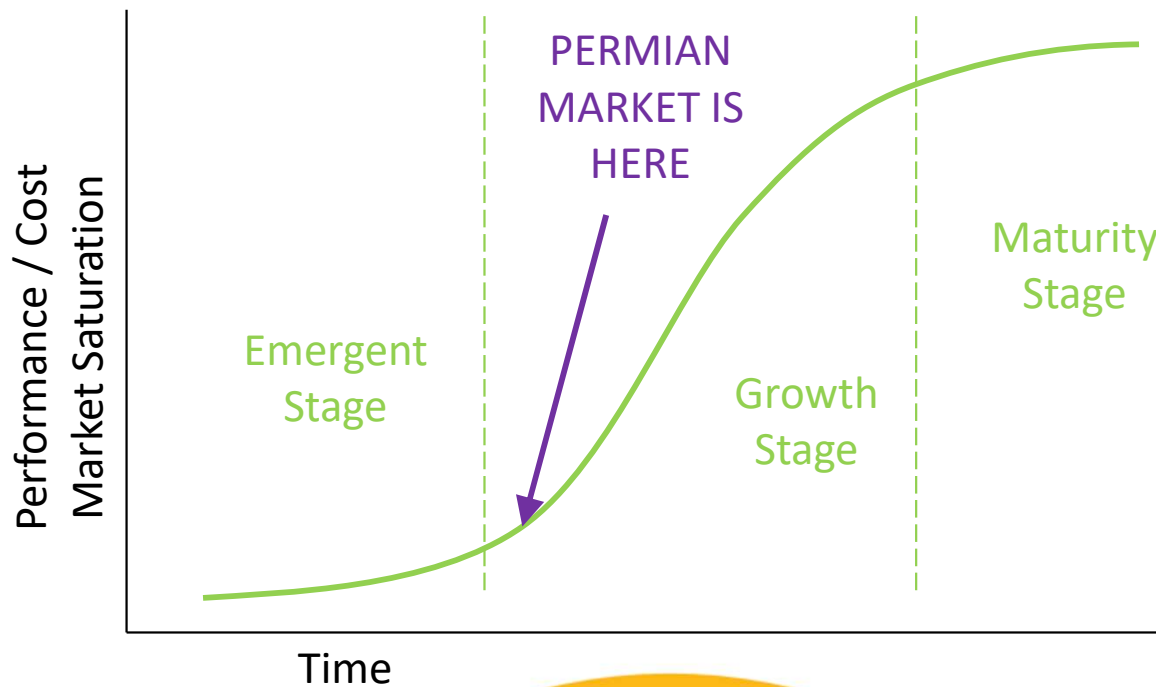 PERMIAN
MARKET IS
HERE
Performance / Cost
Market Saturation
Emergent
Stage
Growth
Stage
Maturity
Stage
Time